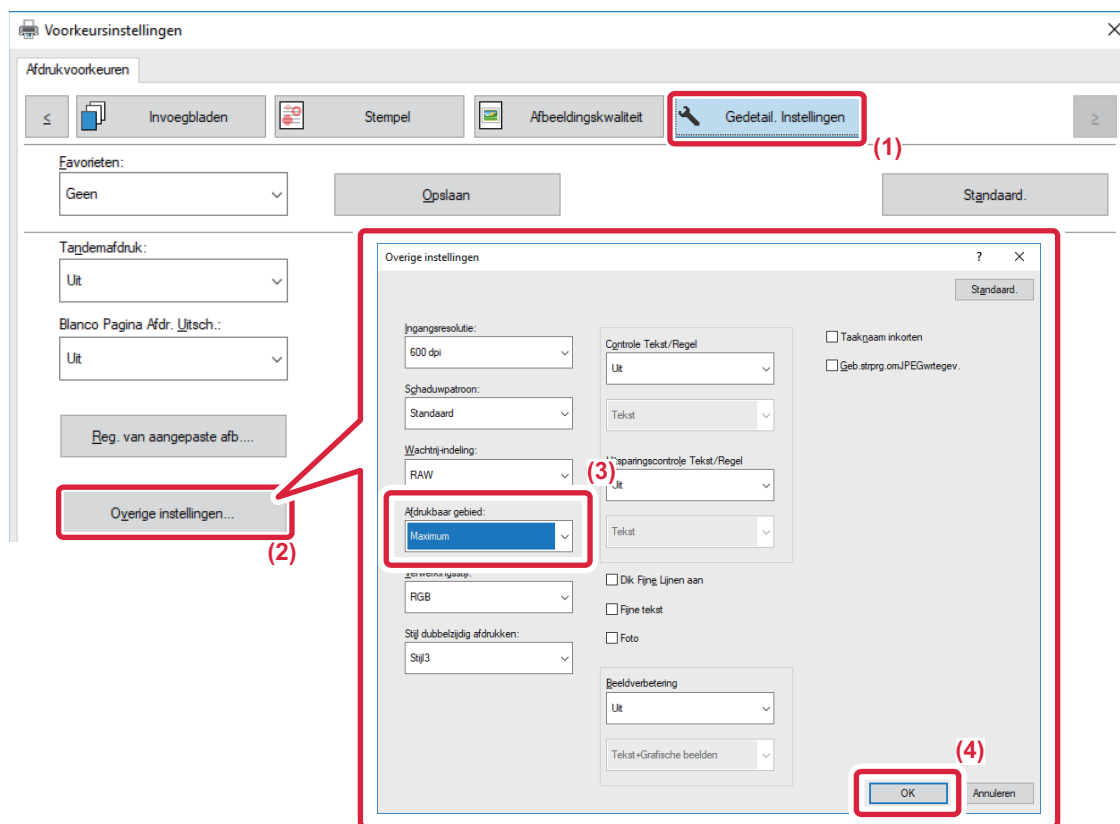 Voorkeursinstellingen
Afdrukvoorkeuren
<
Invoegbladen
Stempel
Afbeeldingskwaliteit
Gedetail. Instellingen
>
(1)
Favorieten:
Geen
Opslaan
Standaard.
Tandemafdruk:
Uit
Blanco Pagina Afdr. Uitsch.:
Uit
Reg. van aangepaste afb....
Overige instellingen...
(2)
Overige instellingen
?
Standaard.
Ingangsresolutie:
600 dpi
Schaduwpatroon:
Standaard
Wachtrij-indeling:
RAW
(3)
Afdrukbaar gebied:
Maximum
Verwerkingsstijl:
RGB
Stijl dubbelzijdig afdrukken:
Stijl3
Controle Tekst/Regel
Uit
Tekst
Uitsparingscontrole Tekst/Regel
Uit
Tekst
Dik Fijne Lijnen aan
Fijne tekst
Foto
Beeldverbetering
Uit
Tekst+Grafische beelden
Taaknaam inkorten
Geb.strprg.omJPEGwrtegev.
(4)
OK
Annuleren